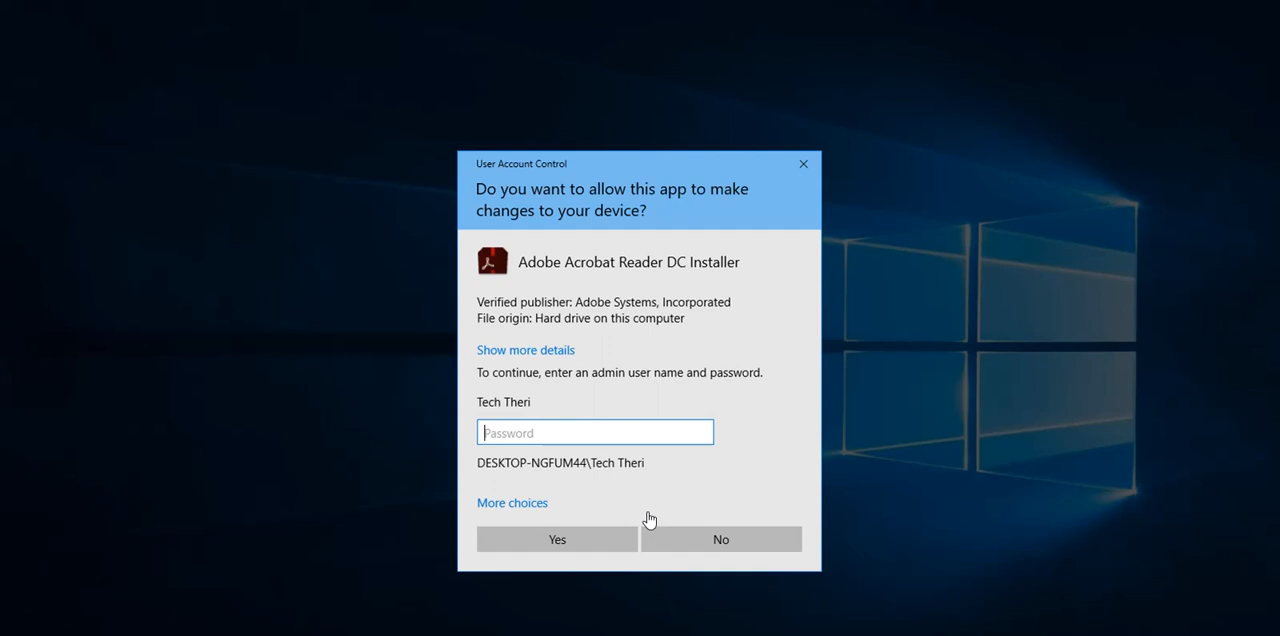 User Account Control
Do you want to allow this app to make
changes to your device?
Adobe Acrobat Reader DC Installer
Verified publisher: Adobe Systems, Incorporated
File origin: Hard drive on this computer
Show more details
To continue, enter an admin user name and password.
Tech Theri
Password
DESKTOP-NGFUM44\Tech Theri
More choices
Yes
No